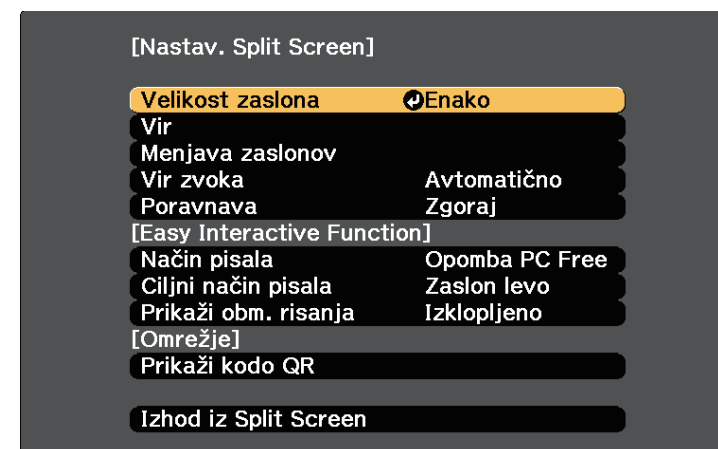 [Nastav. Split Screen]
Velikost zaslona Enako
Vir
Menjava zaslonov
Vir zvoka Avtomatično
Poravnava Zgoraj
[Easy Interactive Function]
Način pisala Opomba PC Free
Ciljni način pisala Zaslon levo
Prikaži obm. risanja Izklopljeno
[Omrežje]
Prikaži kodo QR
Izhod iz Split Screen